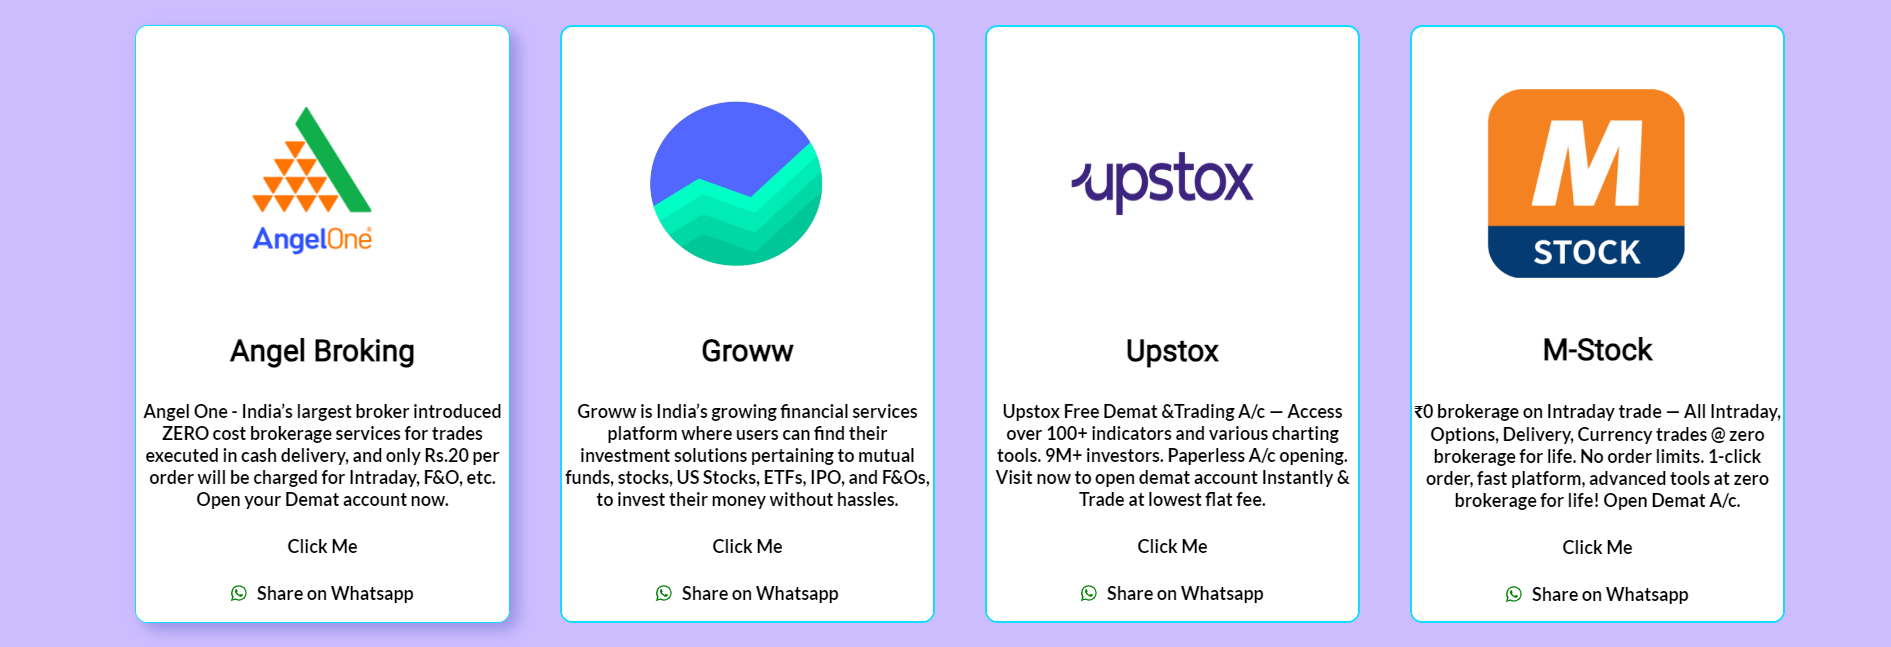 AngelOne
Angel Broking
Angel One - India’s largest broker introduced
ZERO cost brokerage services for trades
executed in cash delivery, and only Rs.20 per
order will be charged for Intraday, F&O, etc.
Open your Demat account now.
Click Me
Share on Whatsapp
Groww
Groww is India’s growing financial services
platform where users can find their
investment solutions pertaining to mutual
funds, stocks, US Stocks, ETFs, IPO, and F&Os,
to invest their money without hassles.
Click Me
Share on Whatsapp
upstox
Upstox
Upstox Free Demat &Trading A/c — Access
over 100+ indicators and various charting
tools. 9M+ investors. Paperless A/c opening.
Visit now to open demat account Instantly &
Trade at lowest flat fee.
Click Me
Share on Whatsapp
M
STOCK
M-Stock
₹0 brokerage on Intraday trade — All Intraday,
Options, Delivery, Currency trades @ zero
brokerage for life. No order limits. 1-click
order, fast platform, advanced tools at zero
brokerage for life! Open Demat A/c.
Click Me
Share on Whatsapp